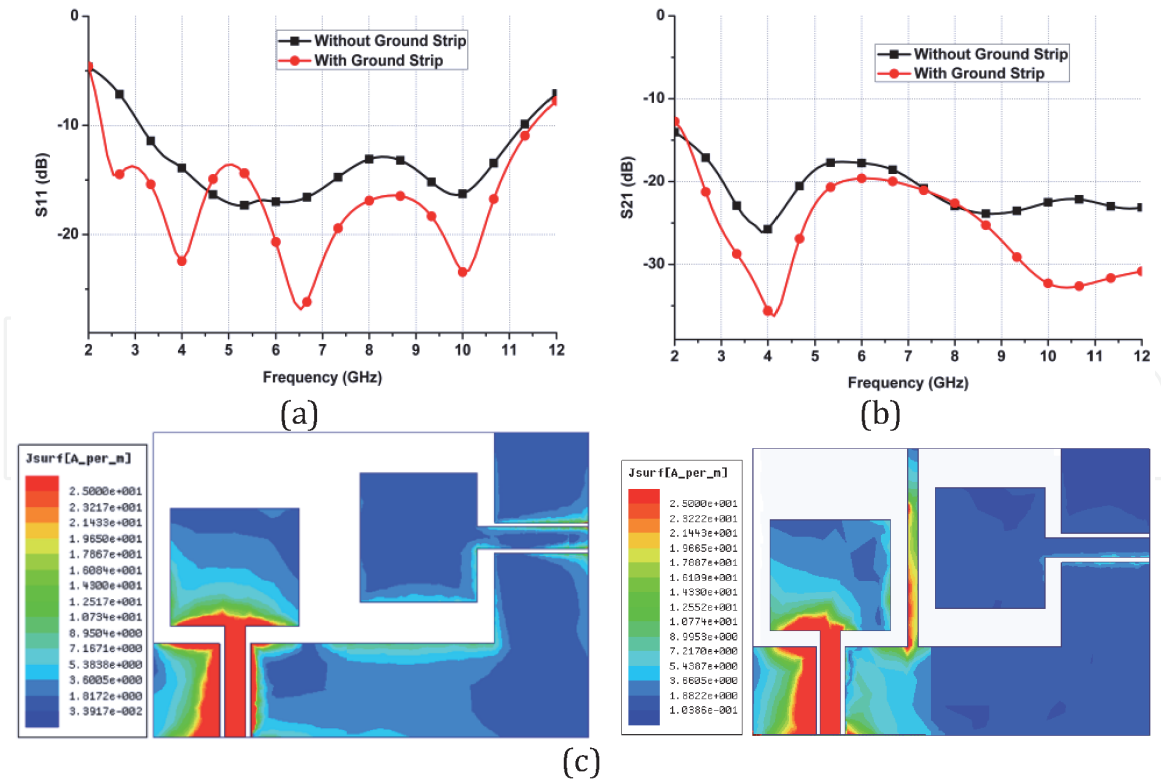 0
-10
-20
S11 (dB)
Without Ground Strip
With Ground Strip
2 3 4 5 6 7 8 9 10 11 12
Frequency (GHz)
(a)
0
-10
-20
-30
S21 (dB)
Without Ground Strip
With Ground Strip
2 3 4 5 6 7 8 9 10 11 12
Frequency (GHz)
(b)
Jsurf[A_per_m]
2.5000e+001
2.3217e+001
2.1433e+001
1.9650e+001
1.7867e+001
1.6084e+001
1.4300e+001
1.2517e+001
1.0734e+001
8.9504e+000
7.1671e+000
5.3838e+000
3.6005e+000
1.8172e+000
3.3917e-002
Jsurf[A_per_m]
2.5000e+001
2.3222e+001
2.1443e+001
1.9665e+001
1.7887e+001
1.6109e+001
1.4330e+001
1.2552e+001
1.0774e+001
8.9953e+000
7.2170e+000
5.4387e+000
3.6605e+000
1.8822e+000
1.0386e-001
(c)